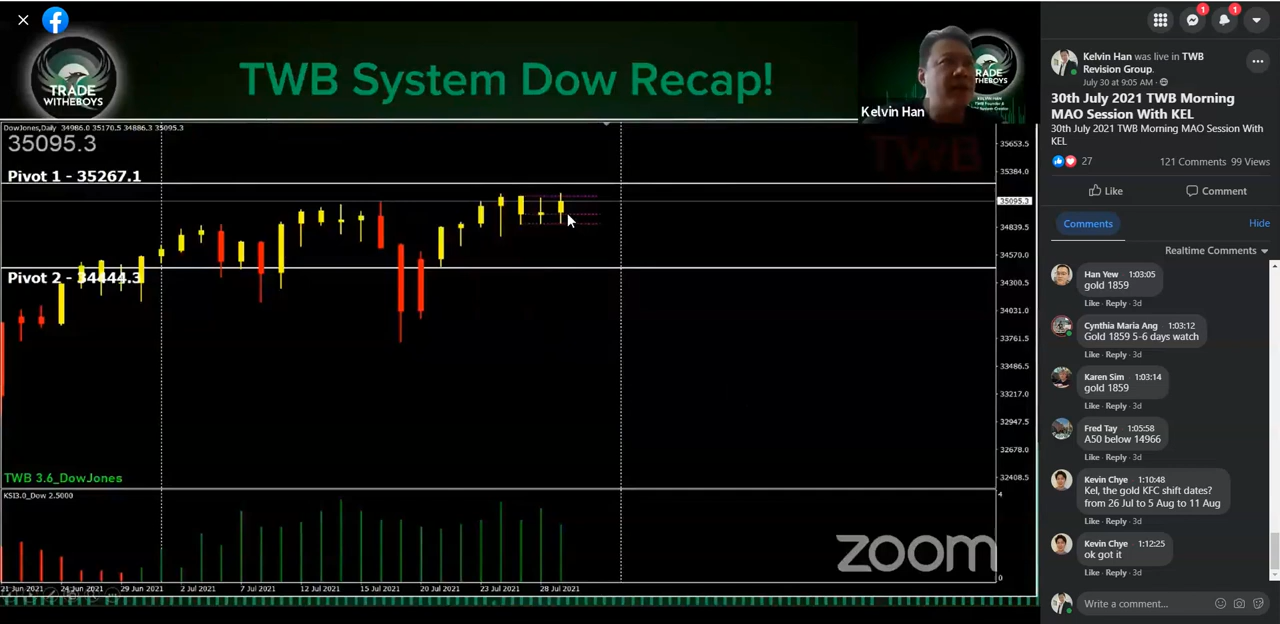 TWB System Dow Recap!
TRADE
WITHEBOYS
Kelvin Han
DowJones,Daily 34986.0 35170.5 34886.3 35095.3
35095.3
TWB
Pivot 1 - 35267.1
Pivot 2 - 34444.3
35653.5
35384.0
35095.3
34839.5
34570.0
34300.5
34031.0
33761.5
33486.5
33217.0
32947.5
32678.0
32408.5
TWB 3.6_DowJones
KSI3.0_Dow 2.5000
4
0
zoom
21 Jun 2021
24 Jun 2021
29 Jun 2021
2 Jul 2021
7 Jul 2021
12 Jul 2021
15 Jul 2021
20 Jul 2021
23 Jul 2021
28 Jul 2021
1
1
Kelvin Han was live in TWB
Revision Group.
July 30 at 9:05 AM ·
30th July 2021 TWB Morning
MAO Session With KEL
30th July 2021 TWB Morning MAO Session With
KEL
27
121 Comments 99 Views
Like
Comment
Comments
Hide
Realtime Comments
Han Yew 1:03:05
gold 1859
Like · Reply · 3d
Cynthia Maria Ang 1:03:12
Gold 1859 5-6 days watch
Like · Reply · 3d
Karen Sim 1:03:14
gold 1859
Like · Reply · 3d
Fred Tay 1:05:58
A50 below 14966
Like · Reply · 3d
Kevin Chye 1:10:48
Kel, the gold KFC shift dates?
from 26 Jul to 5 Aug to 11 Aug
Like · Reply · 3d
Kevin Chye 1:12:25
ok got it
Like · Reply · 3d
Write a comment...